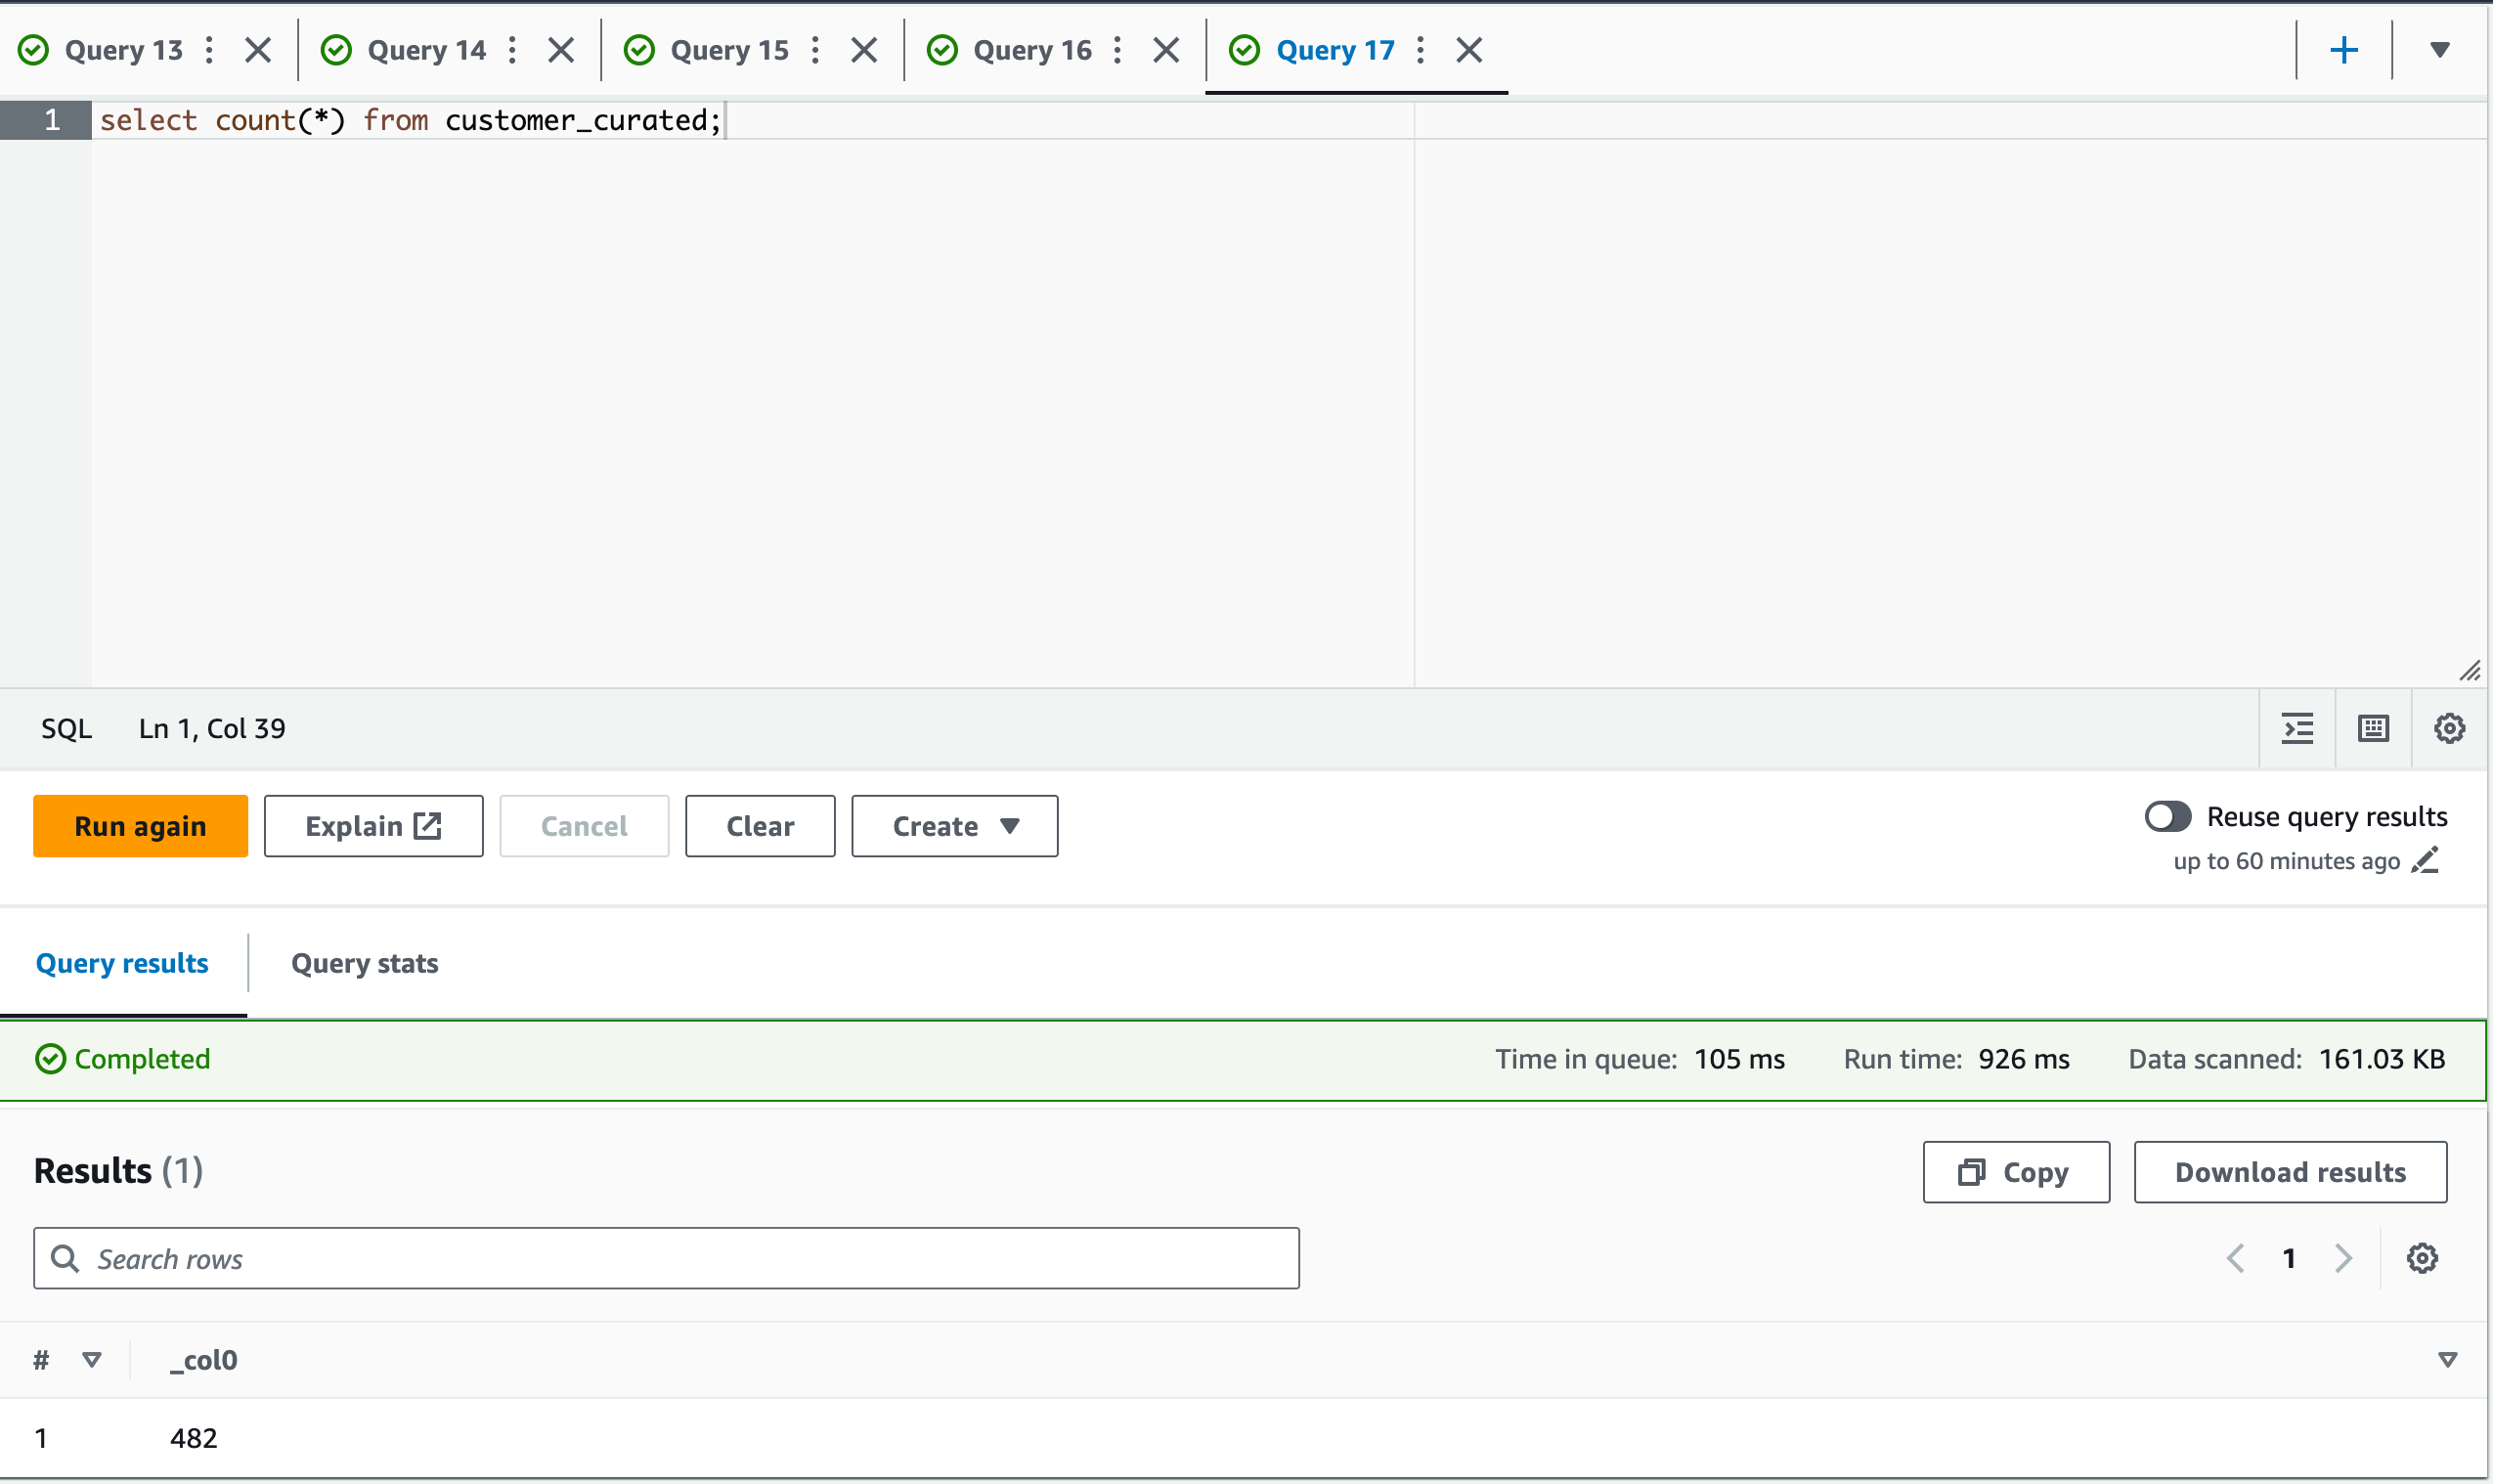 Query 13 Query 14 Query 15 Query 16 Query 17
1 select count(*) from customer_curated;
SQL Ln 1, Col 39
Run again Explain Cancel Clear Create Reuse query results
up to 60 minutes ago
Query results Query stats
Completed Time in queue: 105 ms Run time: 926 ms Data scanned: 161.03 KB
Results (1) Copy Download results
Search rows 1
# _col0
1 482